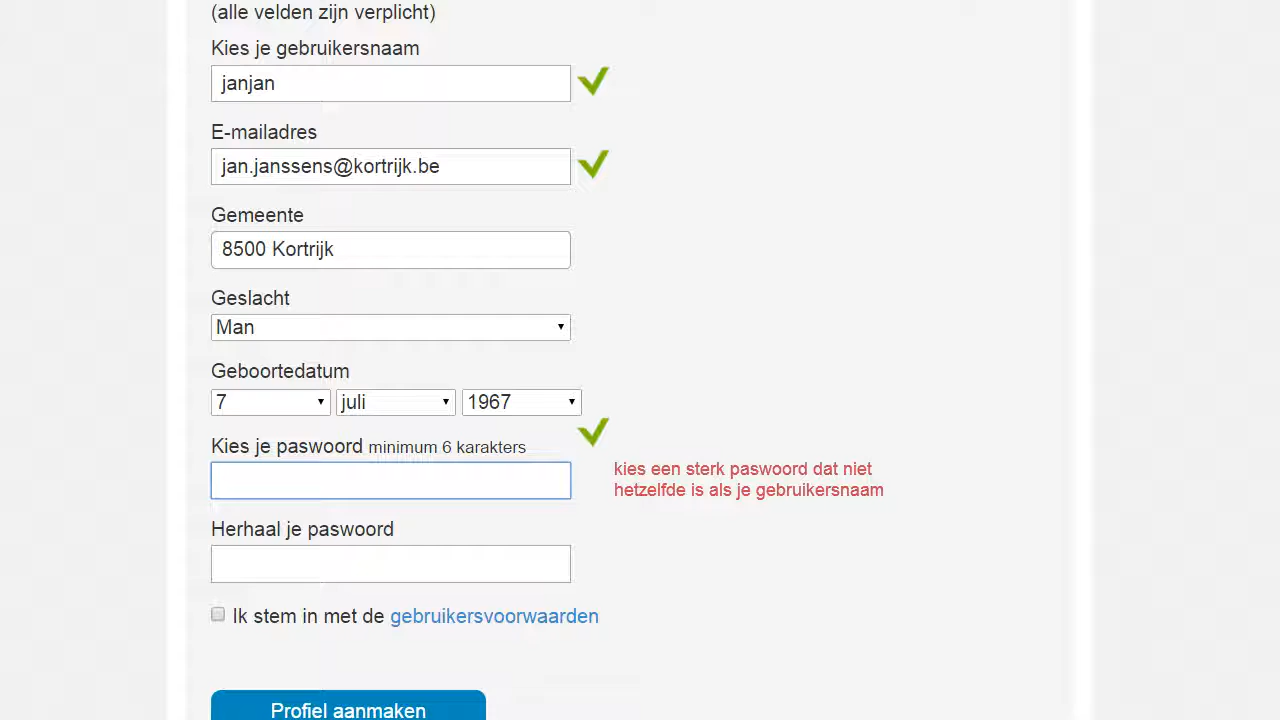 (alle velden zijn verplicht)
Kies je gebruikersnaam
janjan
E-mailadres
jan.janssens@kortrijk.be
Gemeente
8500 Kortrijk
Geslacht
Man
Geboortedatum
7 juli 1967
Kies je paswoord minimum 6 karakters
kies een sterk paswoord dat niet
hetzelfde is als je gebruikersnaam
Herhaal je paswoord
Ik stem in met de gebruikersvoorwaarden
Profiel aanmaken